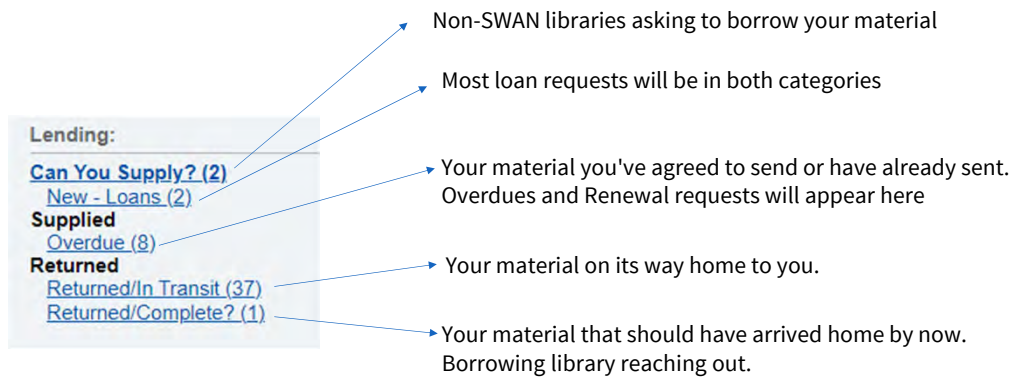 Non-SWAN libraries asking to borrow your material
Most loan requests will be in both categories
Lending:
Can You Supply? (2)
New - Loans (2)
Supplied
Overdue (8)
Returned
Returned/In Transit (37)
Returned/Complete? (1)
Your material you've agreed to send or have already sent.
Overdues and Renewal requests will appear here
Your material on its way home to you.
Your material that should have arrived home by now.
Borrowing library reaching out.